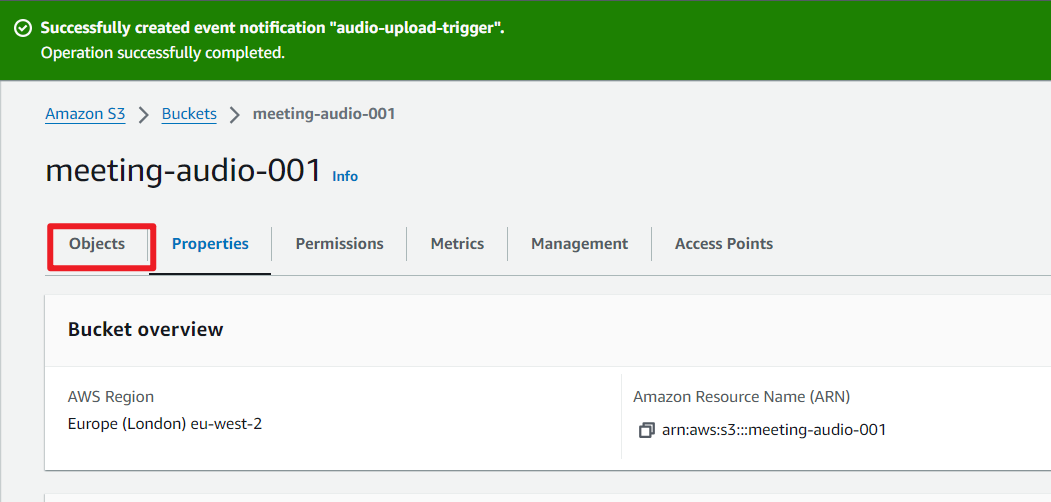 Successfully created event notification "audio-upload-trigger".
Operation successfully completed.
Amazon S3 > Buckets > meeting-audio-001
meeting-audio-001 Info
Objects Properties Permissions Metrics Management Access Points
Bucket overview
AWS Region
Europe (London) eu-west-2
Amazon Resource Name (ARN)
arn:aws:s3:::meeting-audio-001